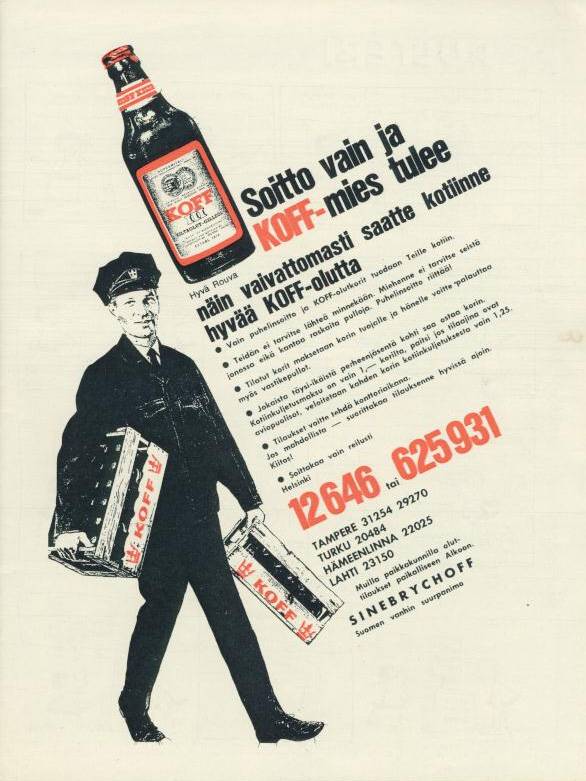 KOFF
KOFF
Soitto vain ja
KOFF-mies tulee
Hyvä Rouva
näin vaivattomasti saatte kotiinne
hyvää KOFF-olutta
● Vain puhelinsoitto ja KOFF-olutkorit tuodaan Teille kotiin.
● Teidän ei tarvitse lähteä minnekään. Miehenne ei tarvitse seistä
jonossa eikä kantaa raskaita pulloja. Puhelinsoitto riittää!
● Tilatut korit maksetaan korin tuojalle ja hänelle voitte palauttaa
myös vastikepullot.
● Jokaista täysi-ikäistä perheenjäsentä kohti saa ostaa korin.
Kotiinkuljetusmaksu on vain 1,— korilta, paitsi jos tilaajina ovat
aviopuolisot, veloitetaan kahden korin kotiinkuljetuksesta vain 1,25.
● Tilaukset voitte tehdä konttoriaikana.
Jos mahdollista — suorittakaa tilauksenne hyvissä ajoin.
Kiitos!
● Soittakaa vain reilusti
Helsinki
12646 tai 625931
TAMPERE 31254 29270
TURKU 20484
HÄMEENLINNA 22025
LAHTI 23150
Muilla paikkakunnilla olut-
tilaukset paikalliseen Alkoon.
SINEBRYCHOFF
Suomen vanhin suurpanimo
KOFF
KOFF